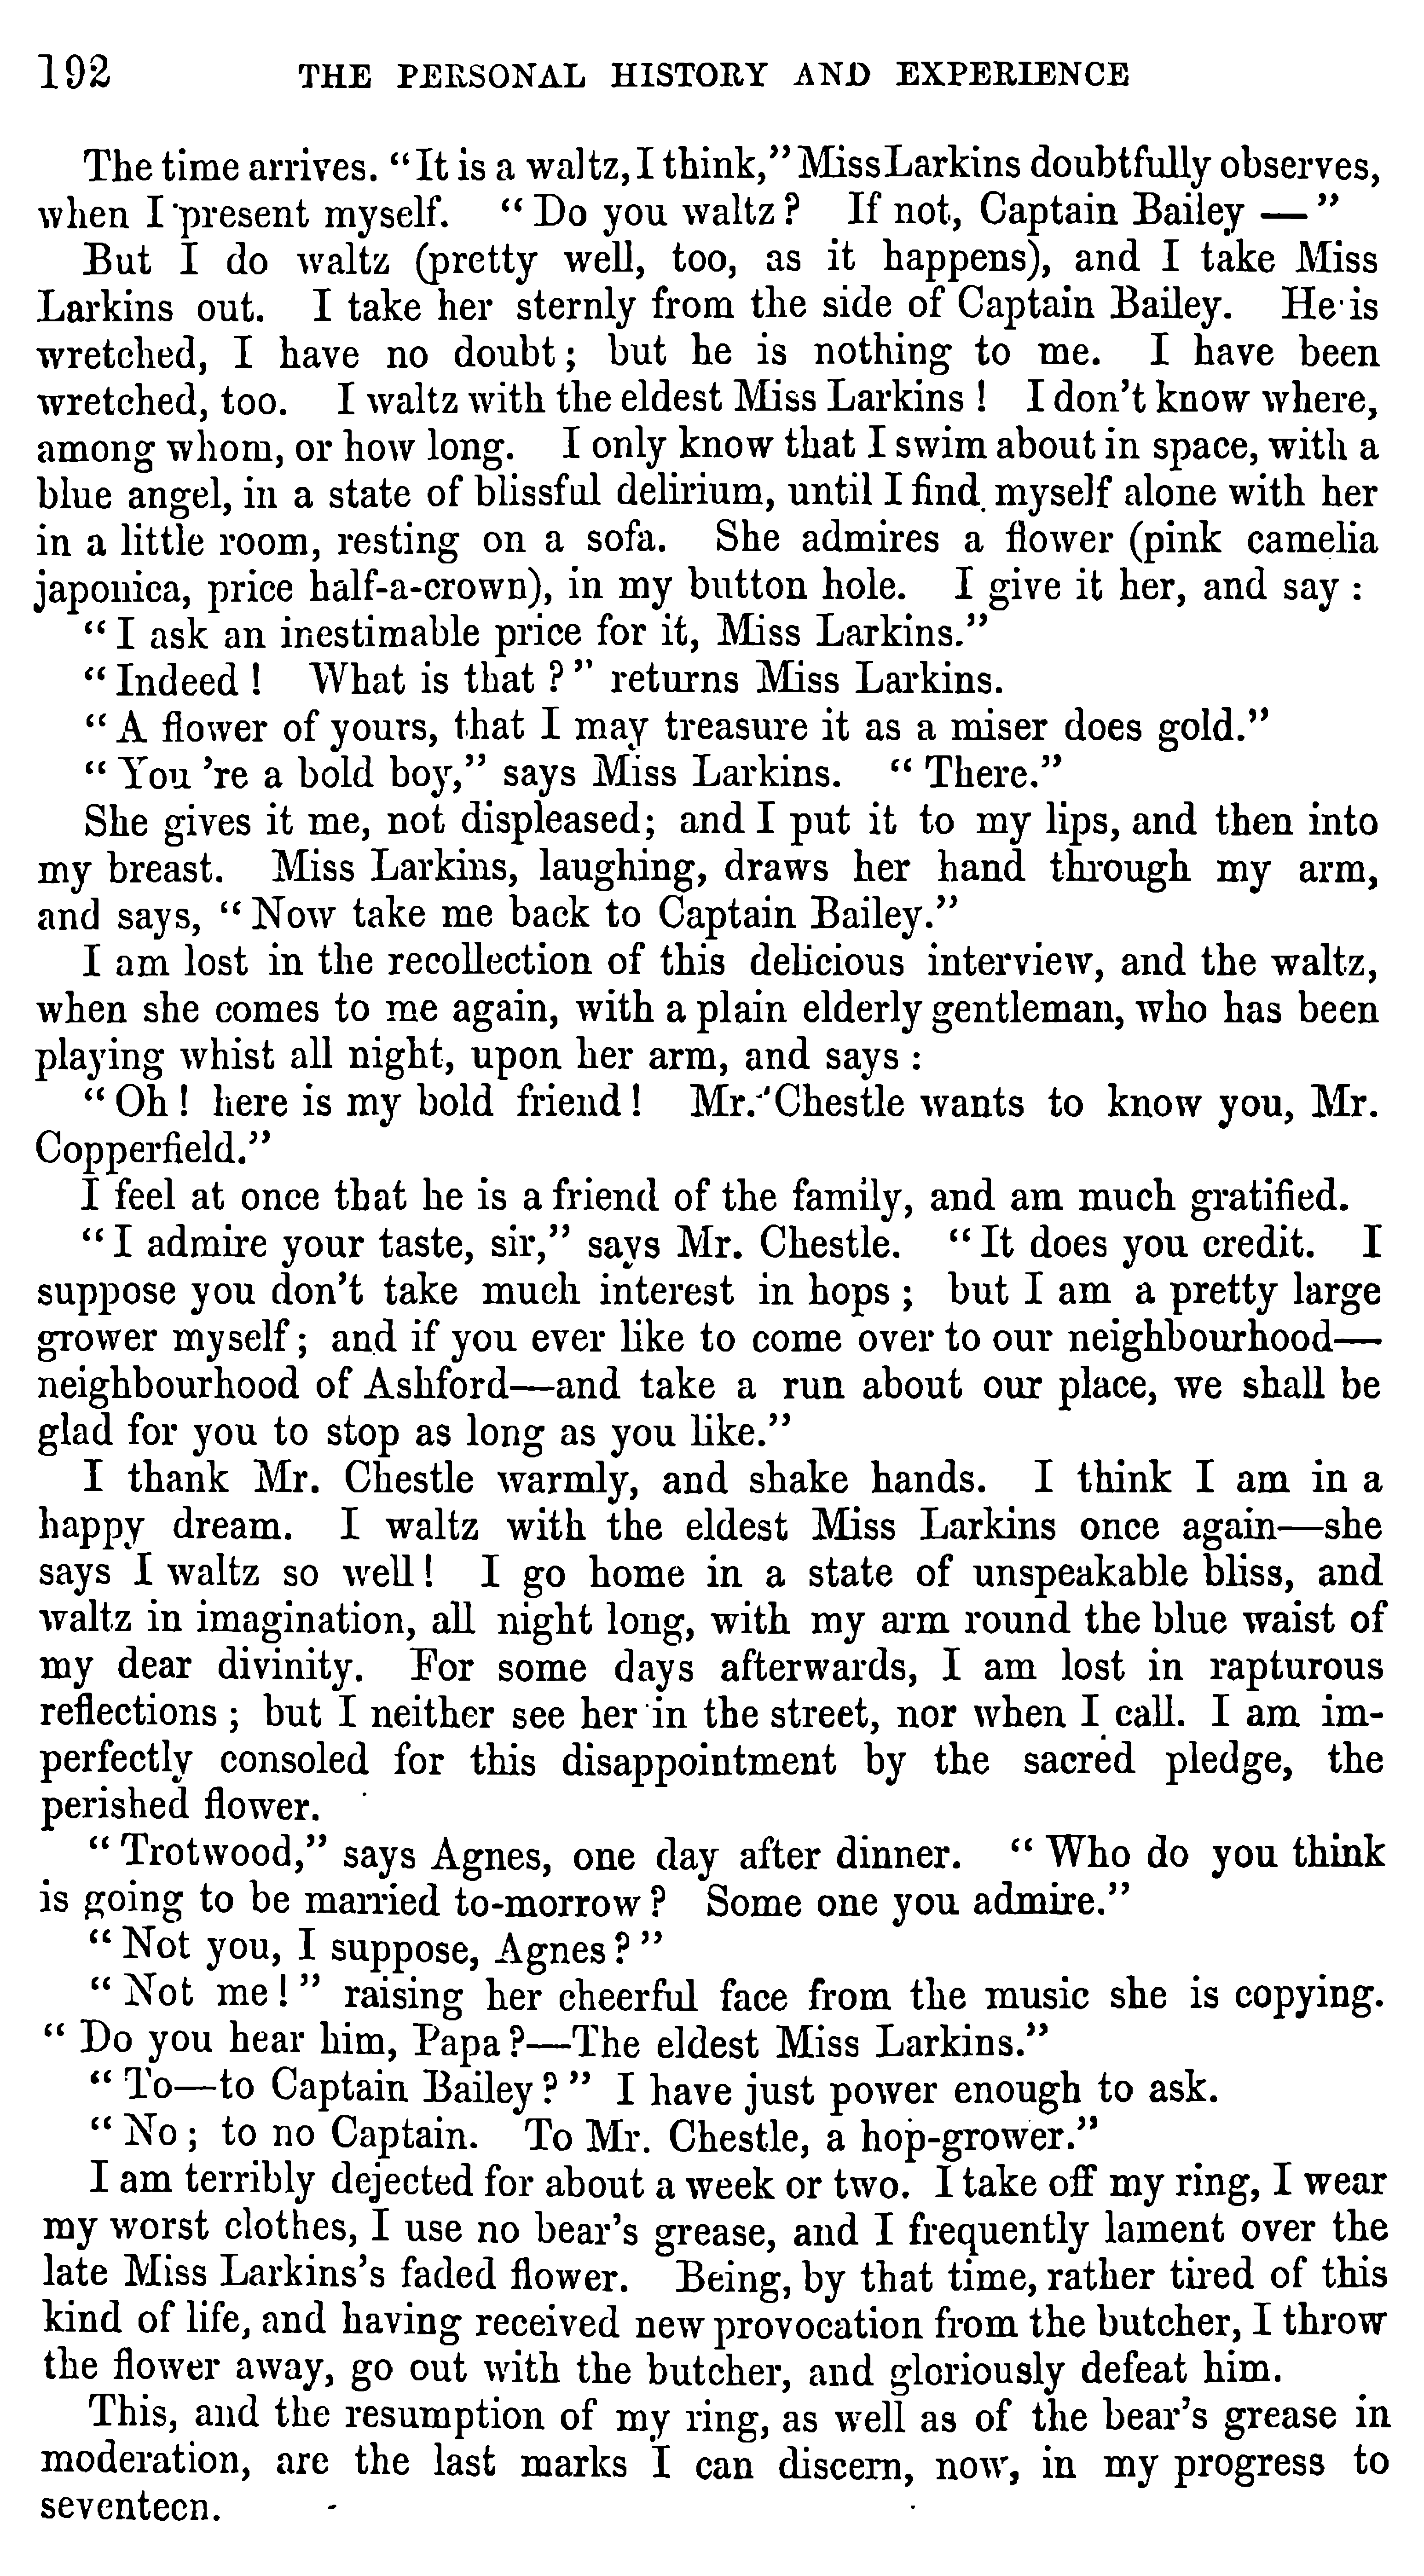 192 THE PERSONAL HISTORY AND EXPERIENCE
The time arrives. “It is a waltz, I think,” Miss Larkins doubtfully observes,
when I present myself. “Do you waltz? If not, Captain Bailey —”
But I do waltz (pretty well, too, as it happens), and I take Miss
Larkins out. I take her sternly from the side of Captain Bailey. He is
wretched, I have no doubt; but he is nothing to me. I have been
wretched, too. I waltz with the eldest Miss Larkins! I don’t know where,
among whom, or how long. I only know that I swim about in space, with a
blue angel, in a state of blissful delirium, until I find myself alone with her
in a little room, resting on a sofa. She admires a flower (pink camelia
japonica, price half-a-crown), in my button hole. I give it her, and say:
“I ask an inestimable price for it, Miss Larkins.”
“Indeed! What is that?” returns Miss Larkins.
“A flower of yours, that I may treasure it as a miser does gold.”
“You ’re a bold boy,” says Miss Larkins. “There.”
She gives it me, not displeased; and I put it to my lips, and then into
my breast. Miss Larkins, laughing, draws her hand through my arm,
and says, “Now take me back to Captain Bailey.”
I am lost in the recollection of this delicious interview, and the waltz,
when she comes to me again, with a plain elderly gentleman, who has been
playing whist all night, upon her arm, and says:
“Oh! here is my bold friend! Mr. Chestle wants to know you, Mr.
Copperfield.”
I feel at once that he is a friend of the family, and am much gratified.
“I admire your taste, sir,” says Mr. Chestle. “It does you credit. I
suppose you don’t take much interest in hops; but I am a pretty large
grower myself; and if you ever like to come over to our neighbourhood—
neighbourhood of Ashford—and take a run about our place, we shall be
glad for you to stop as long as you like.”
I thank Mr. Chestle warmly, and shake hands. I think I am in a
happy dream. I waltz with the eldest Miss Larkins once again—she
says I waltz so well! I go home in a state of unspeakable bliss, and
waltz in imagination, all night long, with my arm round the blue waist of
my dear divinity. For some days afterwards, I am lost in rapturous
reflections; but I neither see her in the street, nor when I call. I am im-
perfectly consoled for this disappointment by the sacred pledge, the
perished flower.
“Trotwood,” says Agnes, one day after dinner. “Who do you think
is going to be married to-morrow? Some one you admire.”
“Not you, I suppose, Agnes?”
“Not me!” raising her cheerful face from the music she is copying.
“Do you hear him, Papa?—The eldest Miss Larkins.”
“To—to Captain Bailey?” I have just power enough to ask.
“No; to no Captain. To Mr. Chestle, a hop-grower.”
I am terribly dejected for about a week or two. I take off my ring, I wear
my worst clothes, I use no bear’s grease, and I frequently lament over the
late Miss Larkins’s faded flower. Being, by that time, rather tired of this
kind of life, and having received new provocation from the butcher, I throw
the flower away, go out with the butcher, and gloriously defeat him.
This, and the resumption of my ring, as well as of the bear’s grease in
moderation, are the last marks I can discern, now, in my progress to
seventeen.